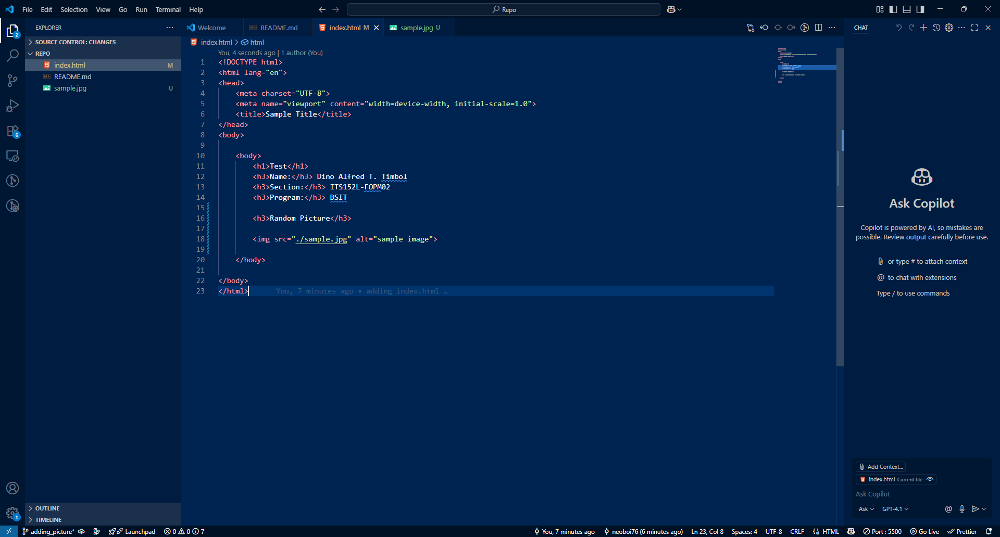 File Edit Selection View Go Run Terminal Help
Repo
EXPLORER
SOURCE CONTROL: CHANGES
REPO
index.html M
README.md
sample.jpg U
OUTLINE
TIMELINE
2
6
1
Welcome README.md index.html M sample.jpg U
index.html > html
You, 4 seconds ago | 1 author (You)
1 <!DOCTYPE html>
2 <html lang="en">
3 <head>
4 <meta charset="UTF-8">
5 <meta name="viewport" content="width=device-width, initial-scale=1.0">
6 <title>Sample Title</title>
7 </head>
8 <body>
9
10 <body>
11 <h1>Test</h1>
12 <h3>Name:</h3> Dino Alfred T. Timbol
13 <h3>Section:</h3> ITS152L-FOPM02
14 <h3>Program:</h3> BSIT
15
16 <h3>Random Picture</h3>
17
18 <img src="./sample.jpg" alt="sample image">
19
20 </body>
21
22 </body>
23 </html> You, 7 minutes ago • adding index.html …
CHAT
Ask Copilot
Copilot is powered by AI, so mistakes are
possible. Review output carefully before use.
or type # to attach context
@ to chat with extensions
Type / to use commands
Add Context...
index.html Current file
Ask Copilot
Ask GPT-4.1 @
adding_picture* Launchpad 0 0 7 You, 7 minutes ago neoboi76 (6 minutes ago) Ln 23, Col 8 Spaces: 4 UTF-8 CRLF {} HTML Port : 5500 Go Live Prettier